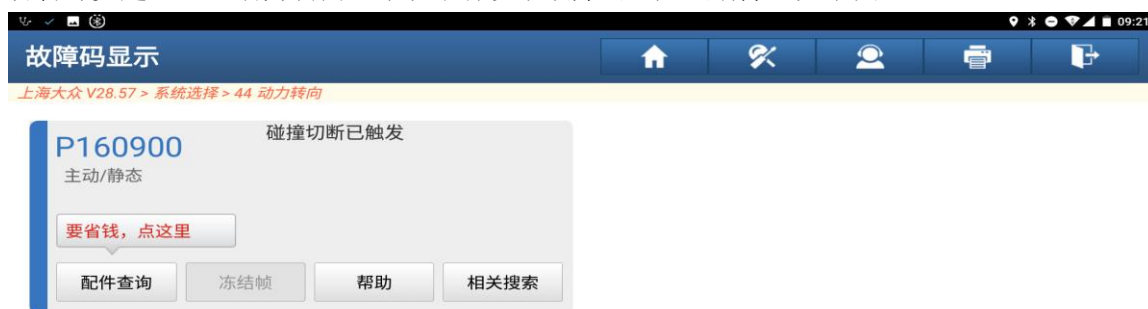 09:21
故障码显示
上海大众 V28.57 > 系统选择 > 44 动力转向
P160900
碰撞切断已触发
主动/静态
要省钱，点这里
配件查询
冻结帧
帮助
相关搜索